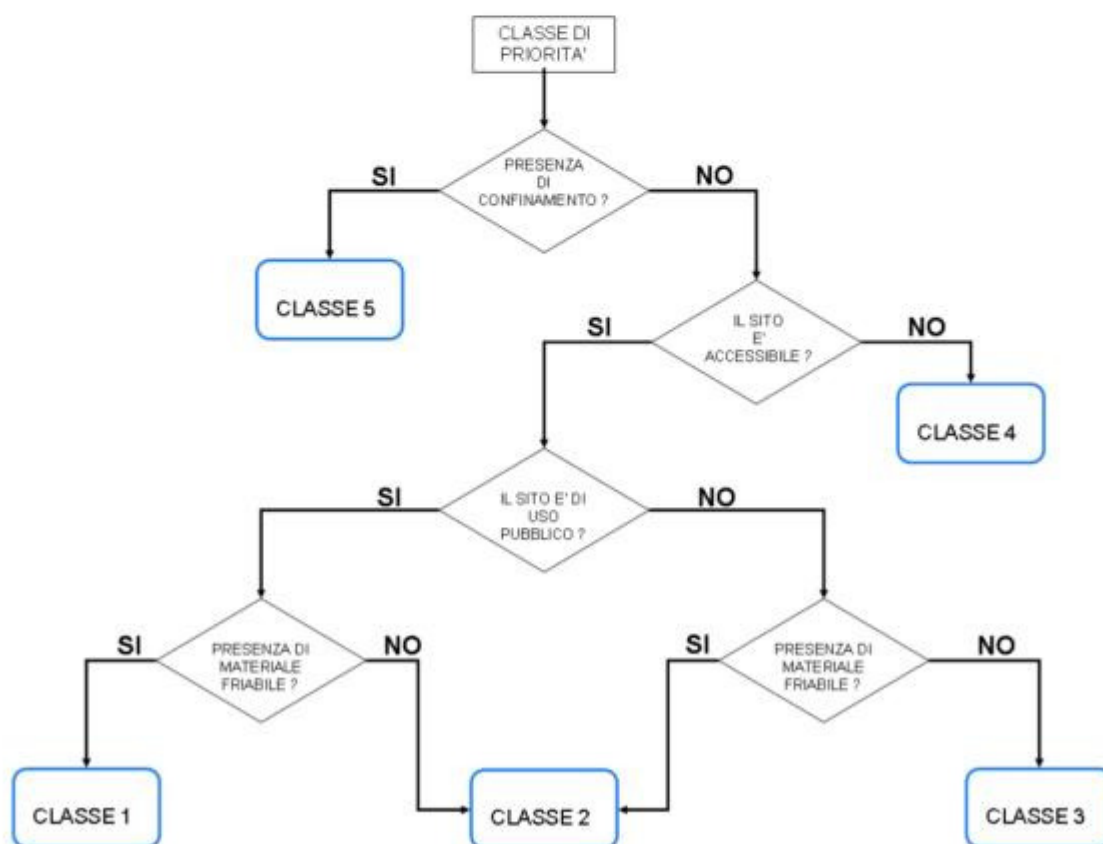 CLASSE DI
PRIORITA'
PRESENZA
DI
CONFINAMENTO ?
SI
NO
CLASSE 5
IL SITO
E'
ACCESSIBILE ?
SI
NO
CLASSE 4
IL SITO E' DI
USO
PUBBLICO ?
SI
NO
PRESENZA DI
MATERIALE
FRIABILE ?
SI
NO
PRESENZA DI
MATERIALE
FRIABILE ?
SI
NO
CLASSE 1
CLASSE 2
CLASSE 3